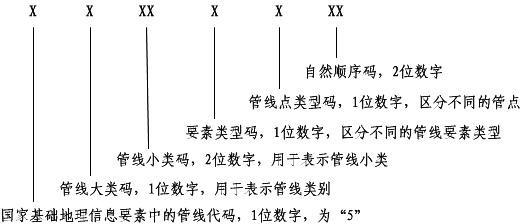 X X XX X X XX
自然顺序码，2位数字
管线点类型码，1位数字，区分不同的管点
要素类型码，1位数字，区分不同的管线要素类型
管线小类码，2位数字，用于表示管线小类
管线大类码，1位数字，用于表示管线类别
国家基础地理信息要素中的管线代码，1位数字，为“5”